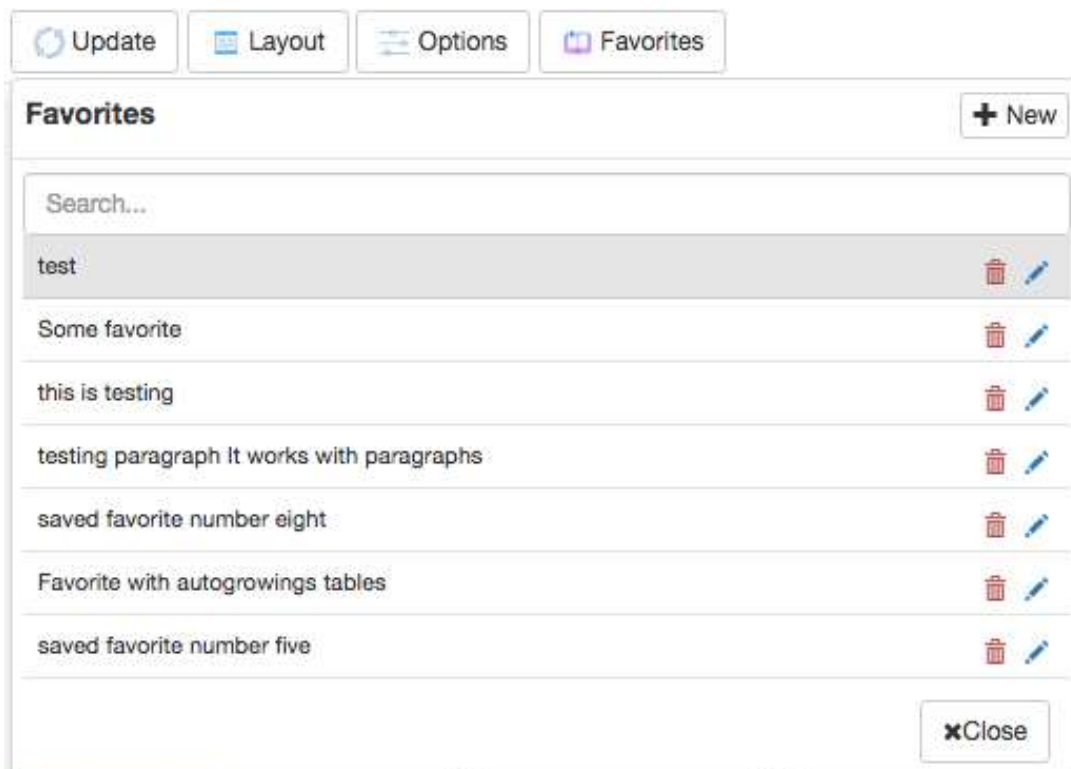 Update Layout Options Favorites
Favorites New
Search...
test
Some favorite
this is testing
testing paragraph It works with paragraphs
saved favorite number eight
Favorite with autogrowings tables
saved favorite number five
Close